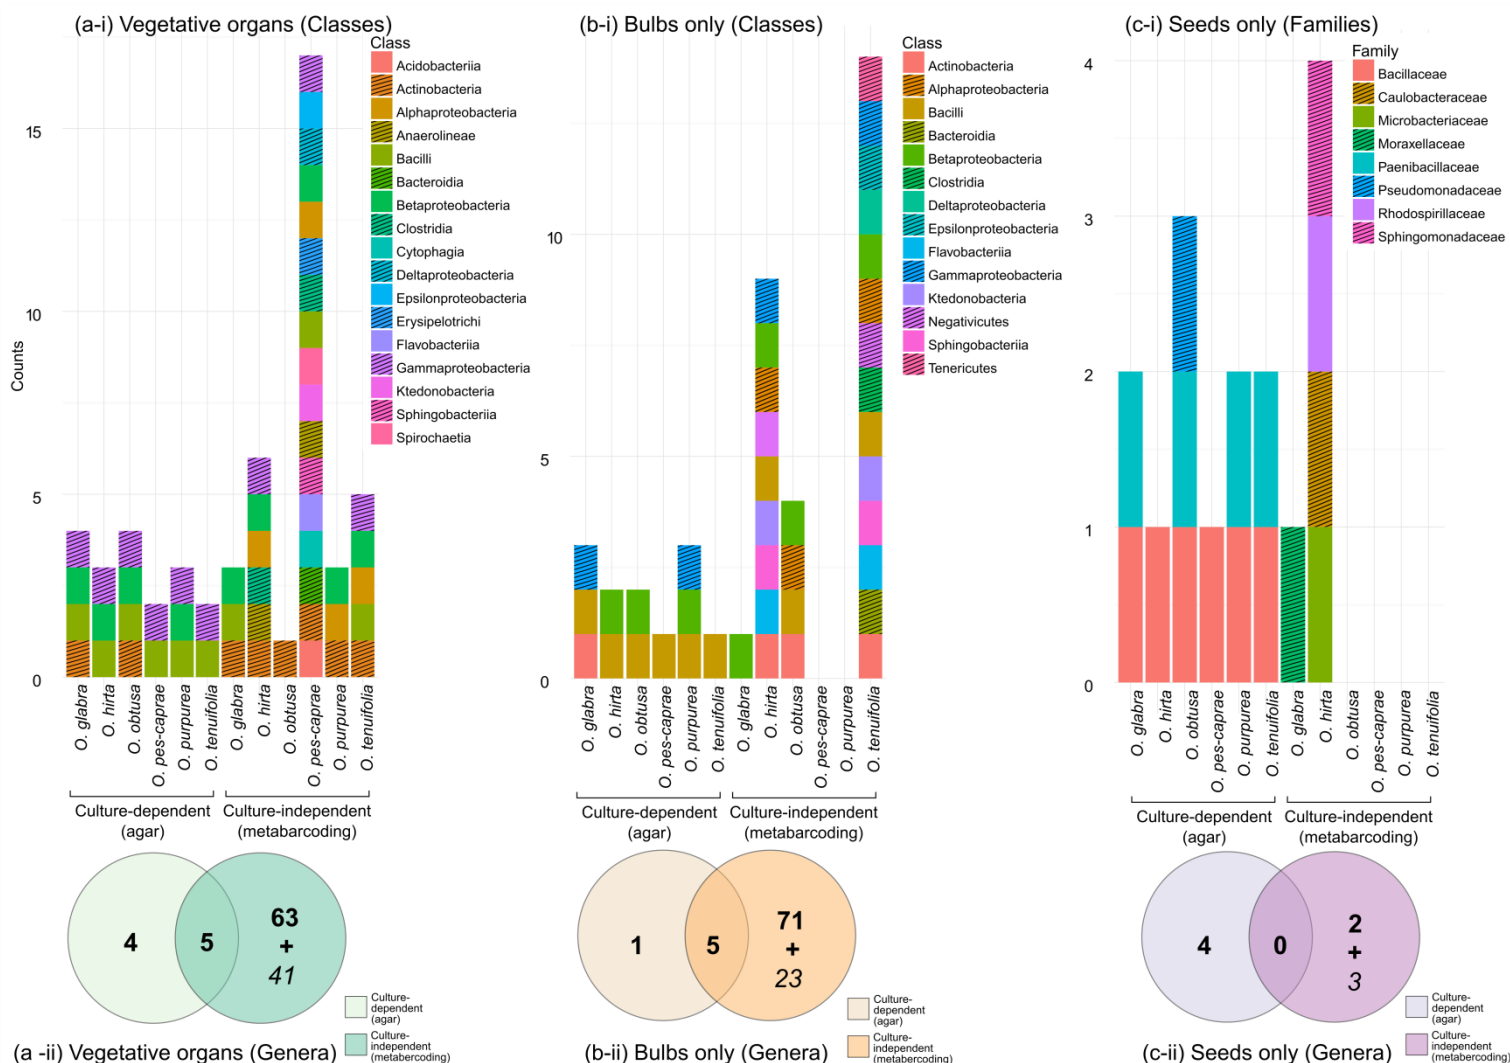 (a-i) Vegetative organs (Classes)
Class
Acidobacteriia
Actinobacteria
Alphaproteobacteria
Anaerolineae
Bacilli
Bacteroidia
Betaproteobacteria
Clostridia
Cytophagia
Deltaproteobacteria
Epsilonproteobacteria
Erysipelotrichi
Flavobacteriia
Gammaproteobacteria
Ktedonobacteria
Sphingobacteriia
Spirochaetia
Counts
15
10
5
0
O. glabra
O. hirta
O. obtusa
O. pes-caprae
O. purpurea
O. tenuifolia
O. glabra
O. hirta
O. obtusa
O. pes-caprae
O. purpurea
O. tenuifolia
Culture-dependent
(agar)
Culture-independent
(metabarcoding)
4
5
63
+
41
Culture-
dependent
(agar)
Culture-
independent
(metabercoding)
(a -ii) Vegetative organs (Genera)
(b-i) Bulbs only (Classes)
Class
Actinobacteria
Alphaproteobacteria
Bacilli
Bacteroidia
Betaproteobacteria
Clostridia
Deltaproteobacteria
Epsilonproteobacteria
Flavobacteriia
Gammaproteobacteria
Ktedonobacteria
Negativicutes
Sphingobacteriia
Tenericutes
10
5
0
O. glabra
O. hirta
O. obtusa
O. pes-caprae
O. purpurea
O. tenuifolia
O. glabra
O. hirta
O. obtusa
O. pes-caprae
O. purpurea
O. tenuifolia
Culture-dependent
(agar)
Culture-independent
(metabarcoding)
1
5
71
+
23
Culture-
dependent
(agar)
Culture-
independent
(metabercoding)
(b-ii) Bulbs only (Genera)
(c-i) Seeds only (Families)
Family
Bacillaceae
Caulobacteraceae
Microbacteriaceae
Moraxellaceae
Paenibacillaceae
Pseudomonadaceae
Rhodospirillaceae
Sphingomonadaceae
4
3
2
1
0
O. glabra
O. hirta
O. obtusa
O. pes-caprae
O. purpurea
O. tenuifolia
O. glabra
O. hirta
O. obtusa
O. pes-caprae
O. purpurea
O. tenuifolia
Culture-dependent
(agar)
Culture-independent
(metabarcoding)
4
0
2
+
3
Culture-
dependent
(agar)
Culture-
independent
(metabercoding)
(c-ii) Seeds only (Genera)